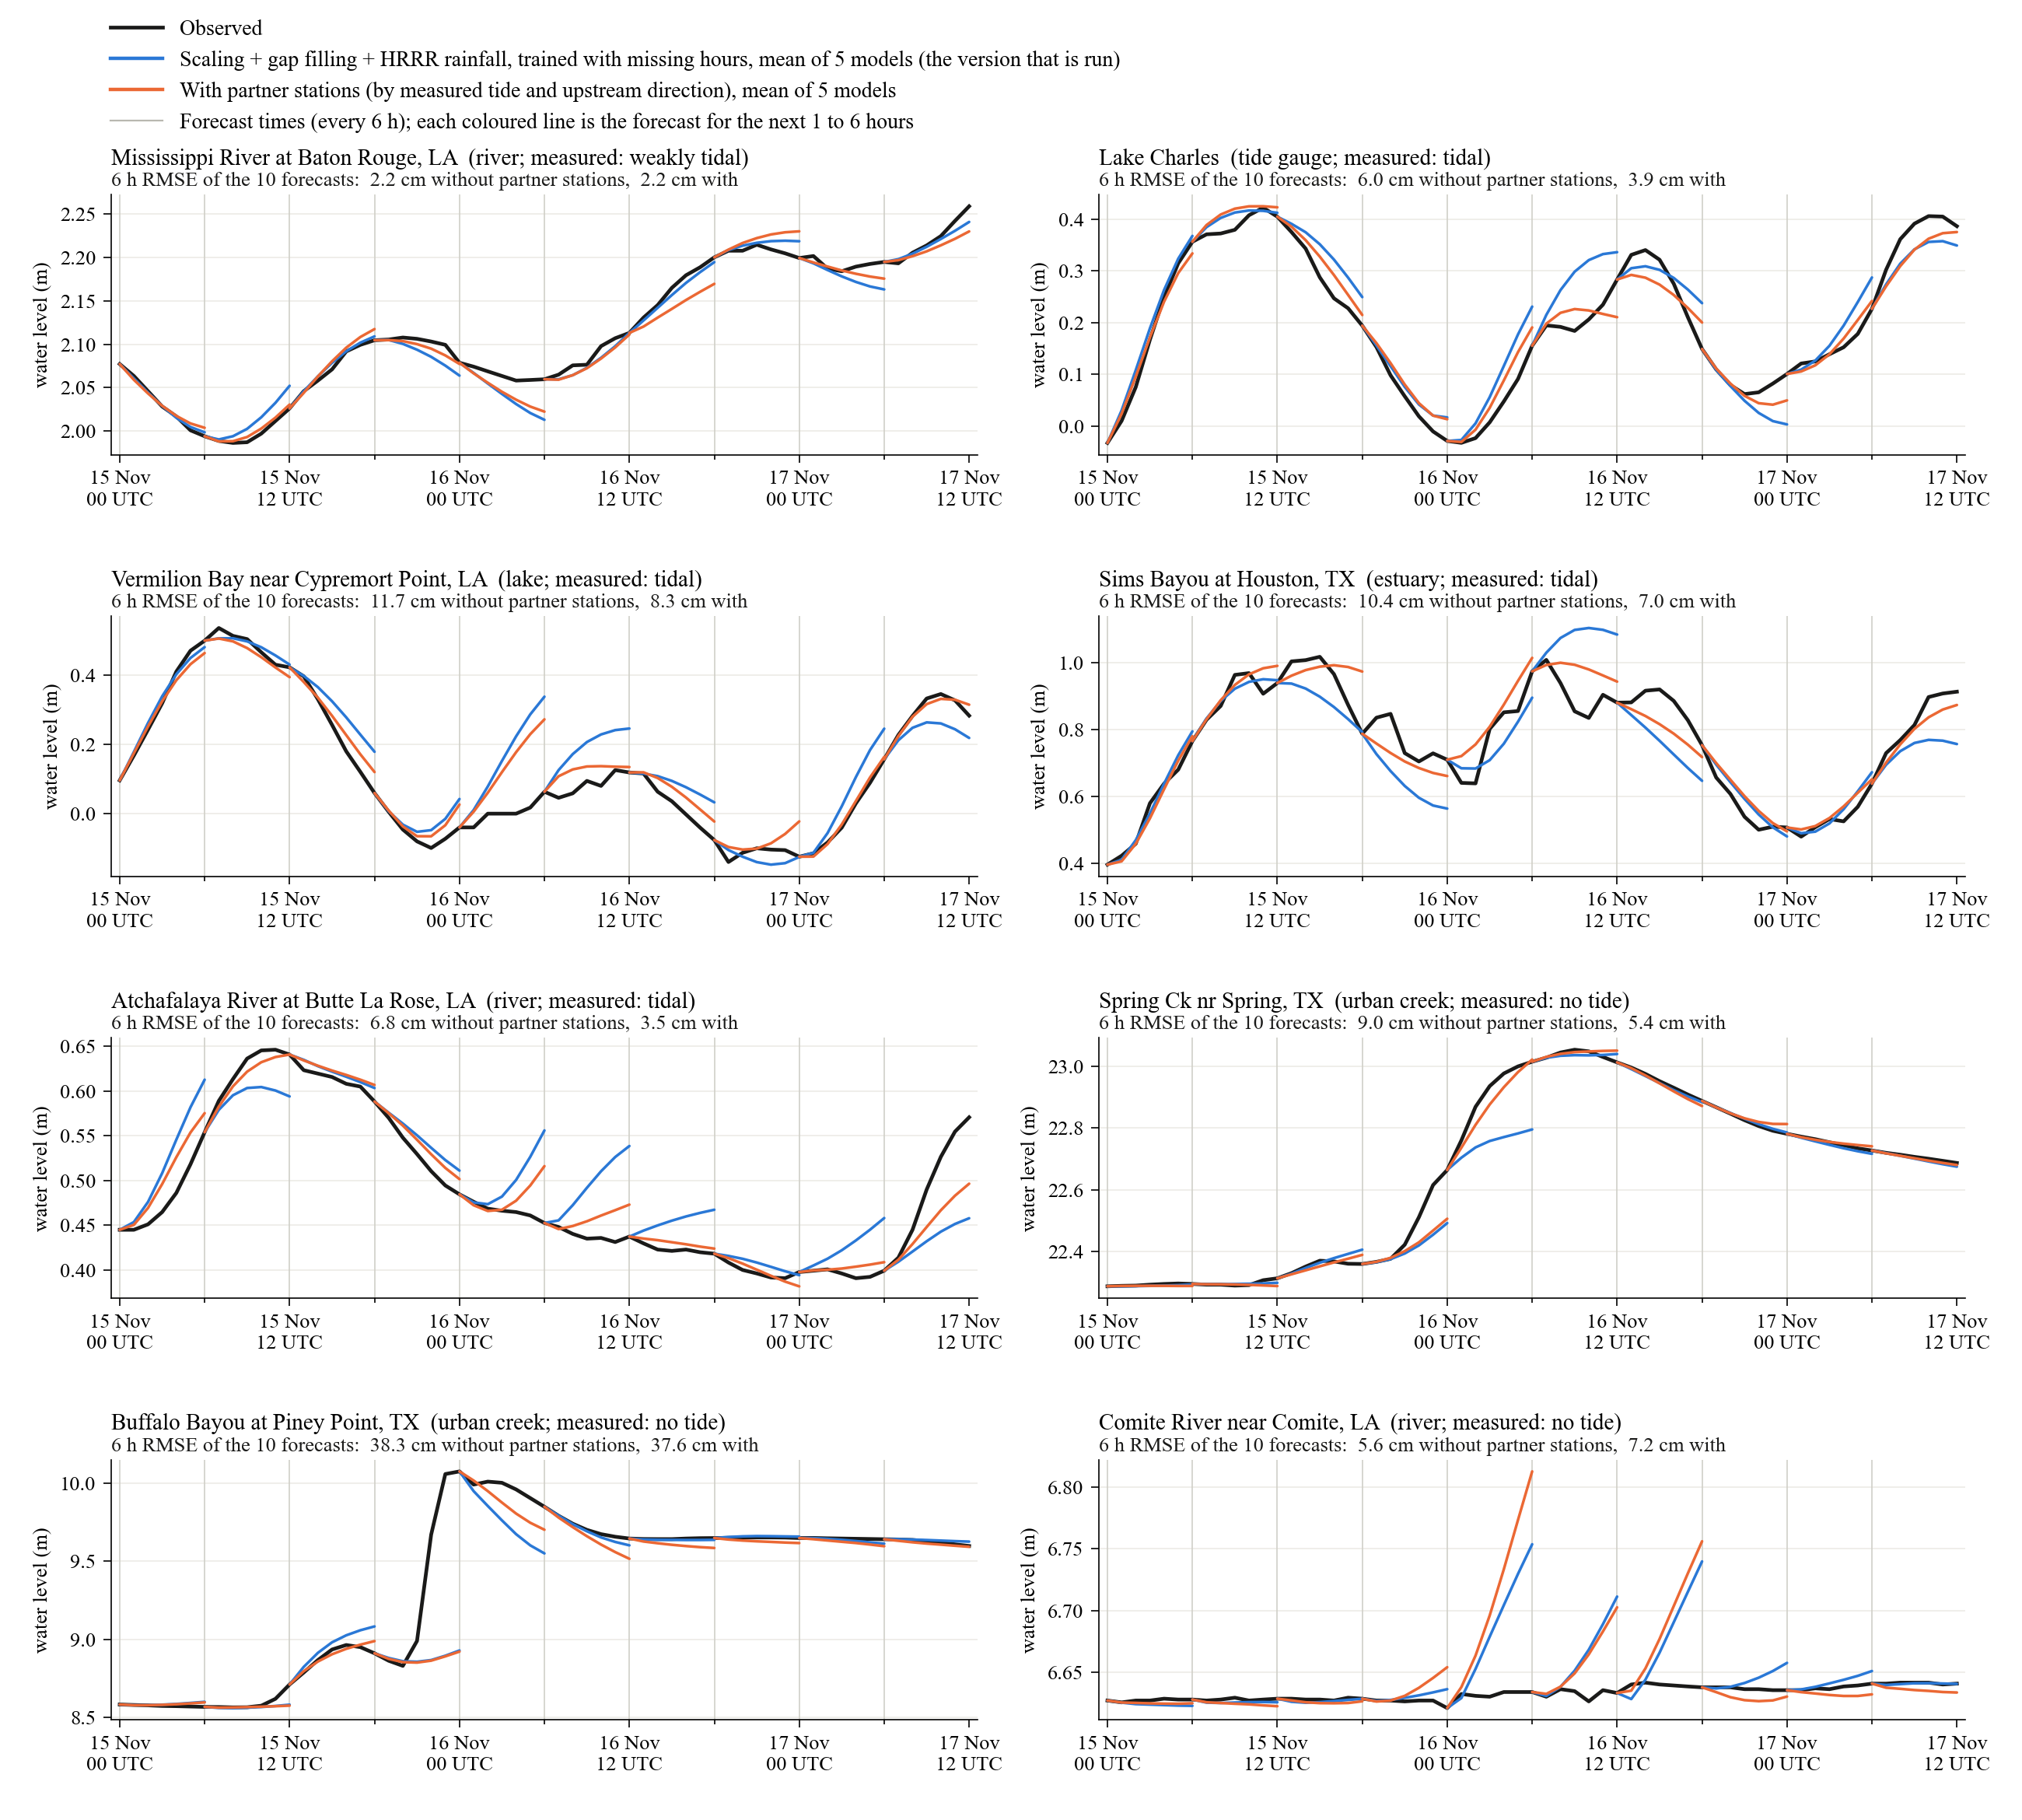 Observed
Scaling + gap filling + HRRR rainfall, trained with missing hours, mean of 5 models (the version that is run)
With partner stations (by measured tide and upstream direction), mean of 5 models
Forecast times (every 6 h); each coloured line is the forecast for the next 1 to 6 hours
Mississippi River at Baton Rouge, LA (river; measured: weakly tidal)
6 h RMSE of the 10 forecasts: 2.2 cm without partner stations, 2.2 cm with
water level (m)
2.25
2.20
2.15
2.10
2.05
2.00
15 Nov 15 Nov 16 Nov 16 Nov 17 Nov 17 Nov
00 UTC 12 UTC 00 UTC 12 UTC 00 UTC 12 UTC
Lake Charles (tide gauge; measured: tidal)
6 h RMSE of the 10 forecasts: 6.0 cm without partner stations, 3.9 cm with
water level (m)
0.4
0.3
0.2
0.1
0.0
15 Nov 15 Nov 16 Nov 16 Nov 17 Nov 17 Nov
00 UTC 12 UTC 00 UTC 12 UTC 00 UTC 12 UTC
Vermilion Bay near Cypremort Point, LA (lake; measured: tidal)
6 h RMSE of the 10 forecasts: 11.7 cm without partner stations, 8.3 cm with
water level (m)
0.4
0.2
0.0
15 Nov 15 Nov 16 Nov 16 Nov 17 Nov 17 Nov
00 UTC 12 UTC 00 UTC 12 UTC 00 UTC 12 UTC
Sims Bayou at Houston, TX (estuary; measured: tidal)
6 h RMSE of the 10 forecasts: 10.4 cm without partner stations, 7.0 cm with
water level (m)
1.0
0.8
0.6
0.4
15 Nov 15 Nov 16 Nov 16 Nov 17 Nov 17 Nov
00 UTC 12 UTC 00 UTC 12 UTC 00 UTC 12 UTC
Atchafalaya River at Butte La Rose, LA (river; measured: tidal)
6 h RMSE of the 10 forecasts: 6.8 cm without partner stations, 3.5 cm with
water level (m)
0.65
0.60
0.55
0.50
0.45
0.40
15 Nov 15 Nov 16 Nov 16 Nov 17 Nov 17 Nov
00 UTC 12 UTC 00 UTC 12 UTC 00 UTC 12 UTC
Spring Ck nr Spring, TX (urban creek; measured: no tide)
6 h RMSE of the 10 forecasts: 9.0 cm without partner stations, 5.4 cm with
water level (m)
23.0
22.8
22.6
22.4
15 Nov 15 Nov 16 Nov 16 Nov 17 Nov 17 Nov
00 UTC 12 UTC 00 UTC 12 UTC 00 UTC 12 UTC
Buffalo Bayou at Piney Point, TX (urban creek; measured: no tide)
6 h RMSE of the 10 forecasts: 38.3 cm without partner stations, 37.6 cm with
water level (m)
10.0
9.5
9.0
8.5
15 Nov 15 Nov 16 Nov 16 Nov 17 Nov 17 Nov
00 UTC 12 UTC 00 UTC 12 UTC 00 UTC 12 UTC
Comite River near Comite, LA (river; measured: no tide)
6 h RMSE of the 10 forecasts: 5.6 cm without partner stations, 7.2 cm with
water level (m)
6.80
6.75
6.70
6.65
15 Nov 15 Nov 16 Nov 16 Nov 17 Nov 17 Nov
00 UTC 12 UTC 00 UTC 12 UTC 00 UTC 12 UTC